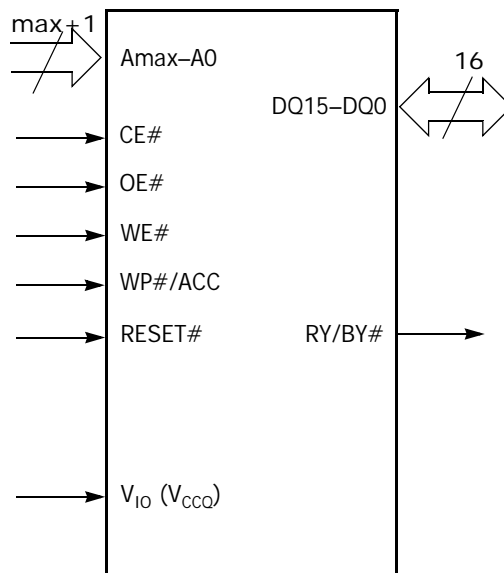 max+1
Amax–A0
16
DQ15–DQ0
CE#
OE#
WE#
WP#/ACC
RESET#
RY/BY#
VIO (VCCQ)